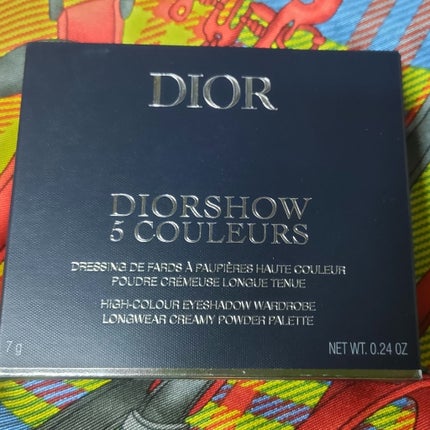 DIOR
DIORSHOW
5 COULEURS
DRESSING DE FARDS À PAUPIÈRES HAUTE COULEUR
POUDRE CRÉMEUSE LONGUE TENUE
HIGH-COLOUR EYESHADOW WARDROBE
LONGWEAR CREAMY POWDER PALETTE
7 g NET WT. 0.24 OZ